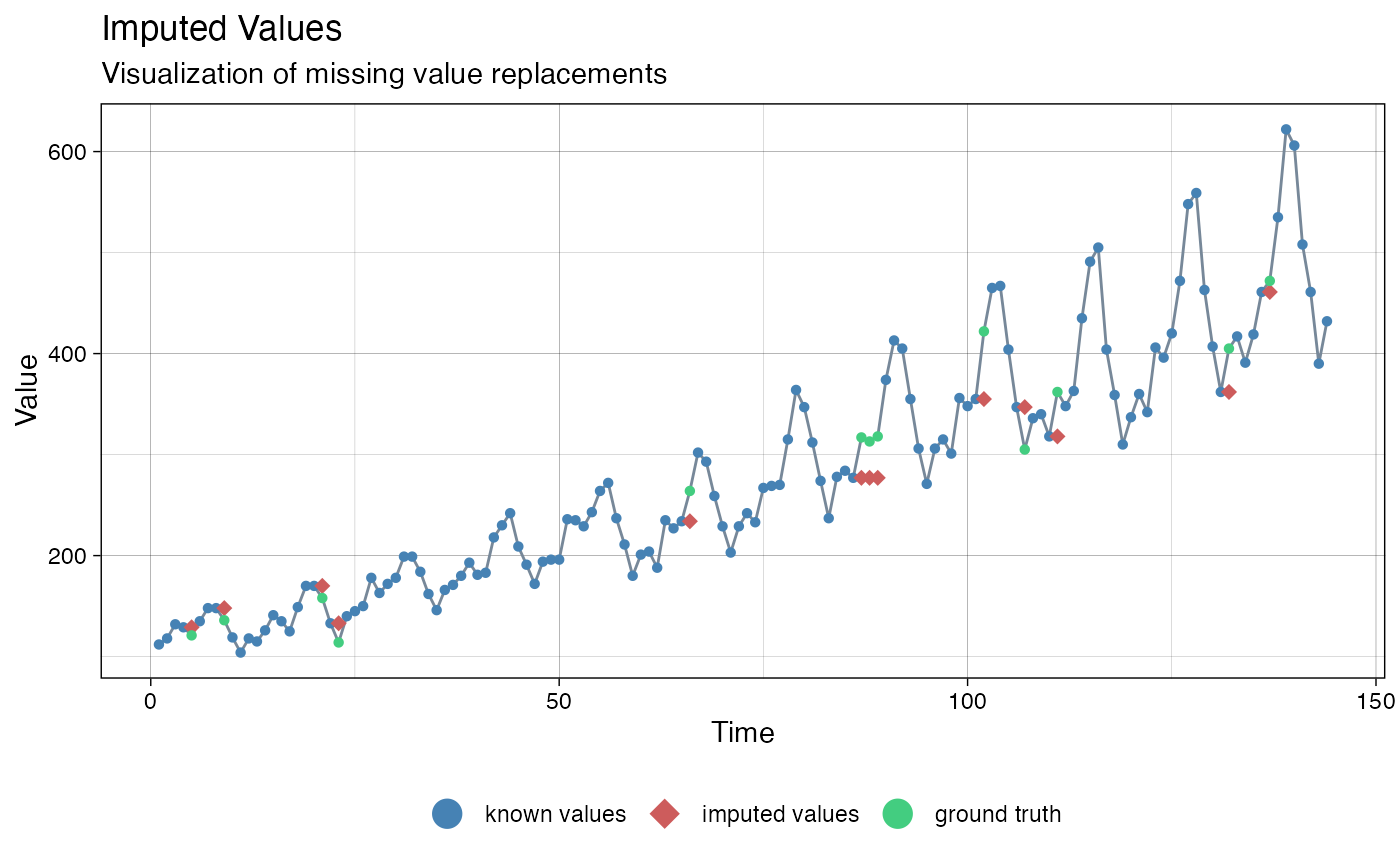 Imputed Values
Visualization of missing value replacements
600
400
200
Value
0 50 100 150
Time
known values imputed values ground truth